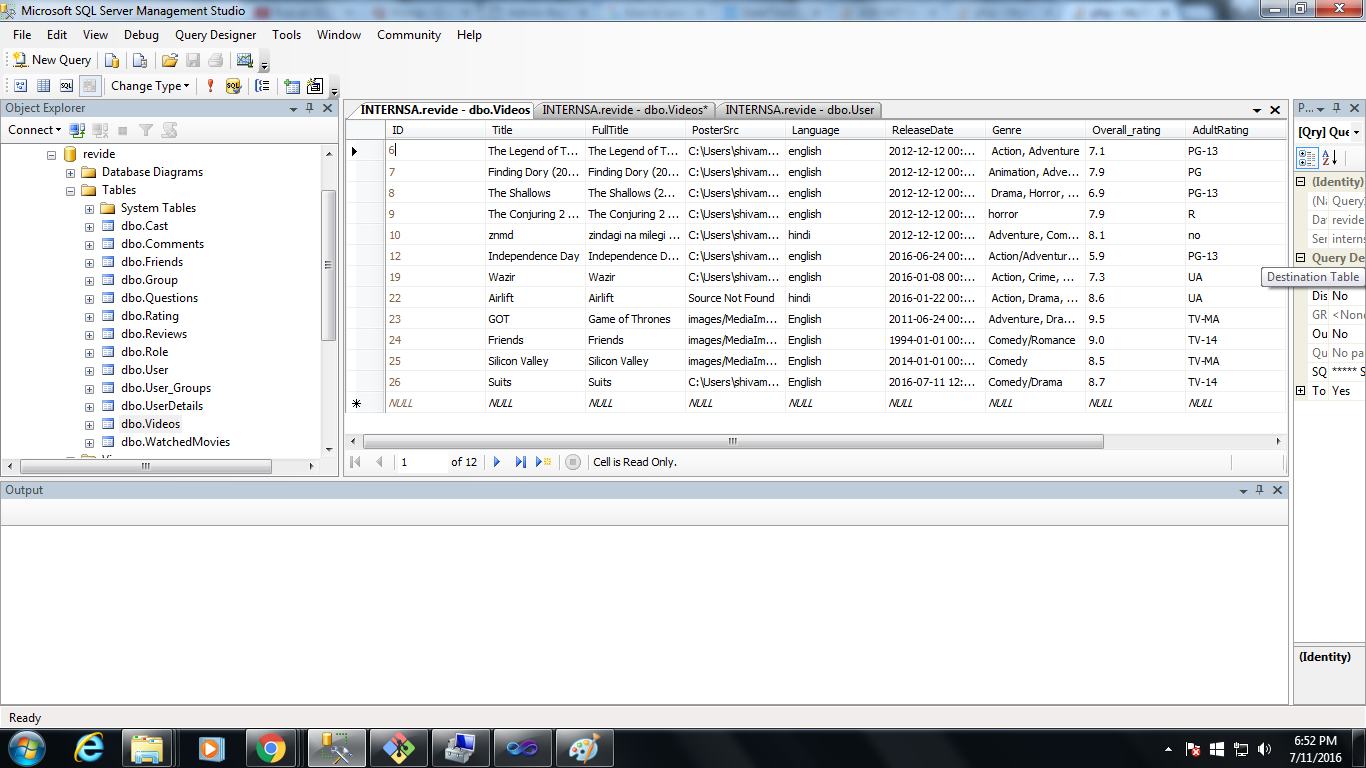 Microsoft SQL Server Management Studio
File Edit View Debug Query Designer Tools Window Community Help
New Query
Change Type
Object Explorer
Connect
revide
Database Diagrams
Tables
System Tables
dbo.Cast
dbo.Comments
dbo.Friends
dbo.Group
dbo.Questions
dbo.Rating
dbo.Reviews
dbo.Role
dbo.User
dbo.User_Groups
dbo.UserDetails
dbo.Videos
dbo.WatchedMovies
INTERNSA.revide - dbo.Videos INTERNSA.revide - dbo.Videos* INTERNSA.revide - dbo.User
ID Title FullTitle PosterSrc Language ReleaseDate Genre Overall_rating AdultRating
6 The Legend of T... The Legend of T... C:\Users\shivam... english 2012-12-12 00:... Action, Adventure 7.1 PG-13
7 Finding Dory (20... Finding Dory (20... C:\Users\shivam... english 2012-12-12 00:... Animation, Adve... 7.9 PG
8 The Shallows The Shallows (2... C:\Users\shivam... english 2012-12-12 00:... Drama, Horror, ... 6.9 PG-13
9 The Conjuring 2 ... The Conjuring 2 ... C:\Users\shivam... english 2012-12-12 00:... horror 7.9 R
10 znmd zindagi na milegi ... C:\Users\shivam... hindi 2012-12-12 00:... Adventure, Com... 8.1 no
12 Independence Day Independence D... C:\Users\shivam... english 2016-06-24 00:... Action/Adventur... 5.9 PG-13
19 Wazir Wazir C:\Users\shivam... english 2016-01-08 00:... Action, Crime, ... 7.3 UA
22 Airlift Airlift Source Not Found hindi 2016-01-22 00:... Action, Drama, ... 8.6 UA
23 GOT Game of Thrones images/MediaIm... English 2011-06-24 00:... Adventure, Dra... 9.5 TV-MA
24 Friends Friends images/MediaIm... English 1994-01-01 00:... Comedy/Romance 9.0 TV-14
25 Silicon Valley Silicon Valley images/MediaIm... English 2014-01-01 00:... Comedy 8.5 TV-MA
26 Suits Suits C:\Users\shivam... English 2016-07-11 12:... Comedy/Drama 8.7 TV-14
NULL NULL NULL NULL NULL NULL NULL NULL NULL
1 of 12 Cell is Read Only.
P...
[Qry] Que
(Identity)
(Na Query
Da revide
Ser interns
Query De
Destination Table
Dis No
GR <None
Ou No
Qu No pa
SQ ***** S
To Yes
(Identity)
Output
Ready
6:52 PM
7/11/2016